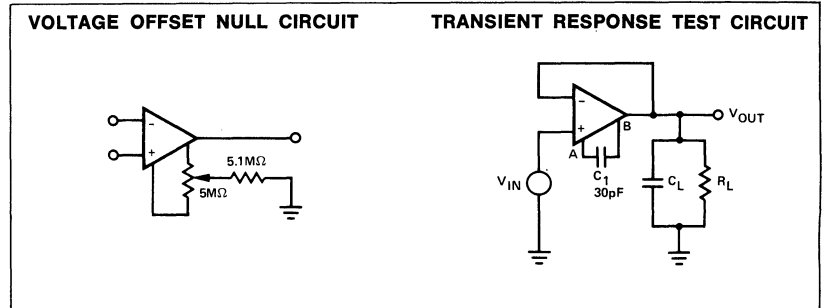 VOLTAGE OFFSET NULL CIRCUIT
-
+
5.1MΩ
5MΩ
TRANSIENT RESPONSE TEST CIRCUIT
-
+
B
A
VOUT
VIN
C1
30pF
CL
RL